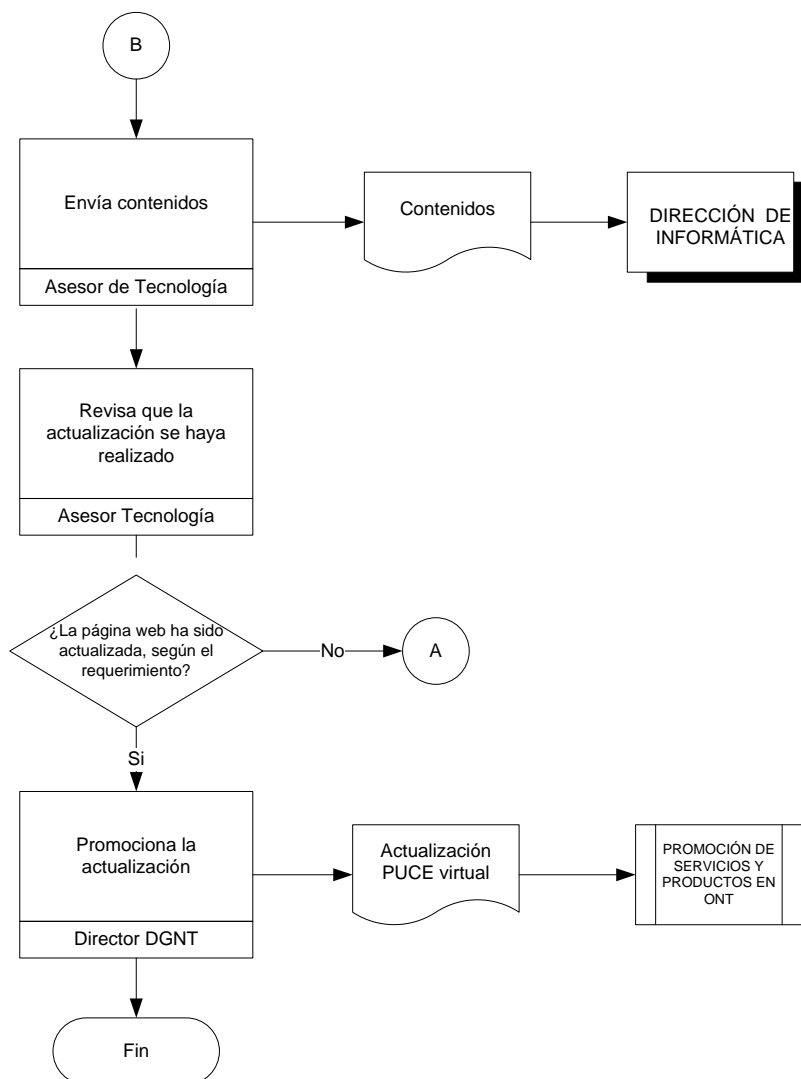 B
Envía contenidos
Asesor de Tecnología
Contenidos
DIRECCIÓN DE
INFORMÁTICA
Revisa que la
actualización se haya
realizado
Asesor Tecnología
¿La página web ha sido
actualizada, según el
requerimiento?
No
A
Si
Promociona la
actualización
Director DGNT
Actualización
PUCE virtual
PROMOCIÓN DE
SERVICIOS Y
PRODUCTOS EN
ONT
Fin